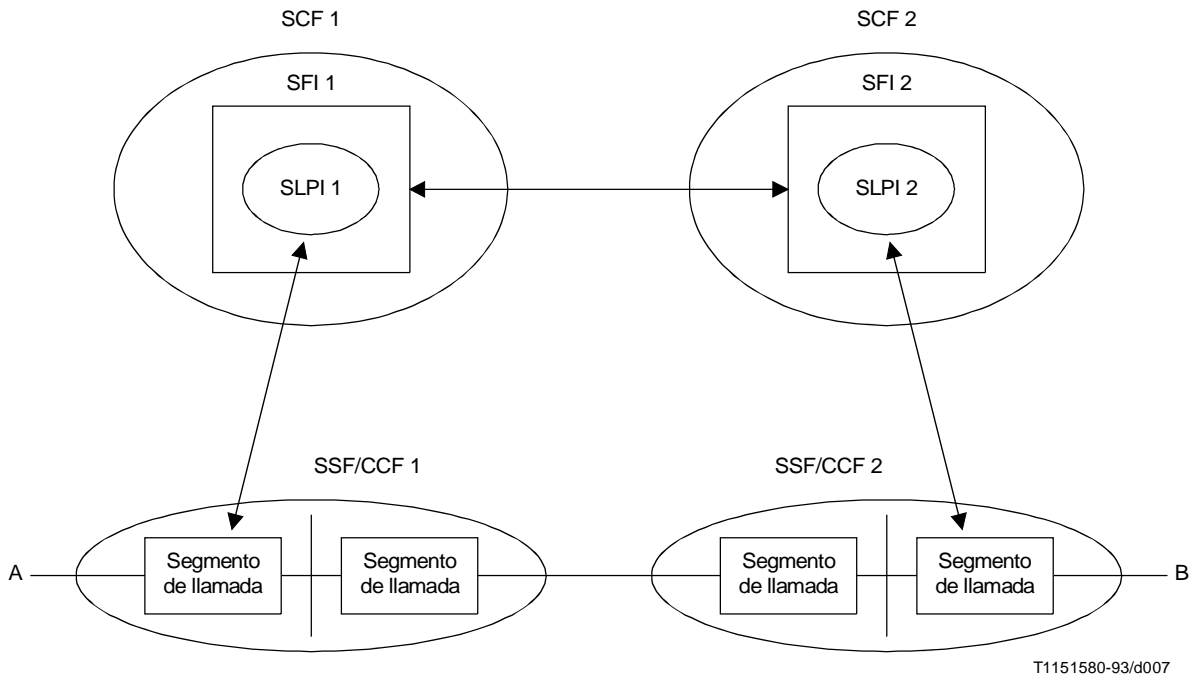 SCF 1
SCF 2
SFI 1
SFI 2
SLPI 1
SLPI 2
SSF/CCF 1
SSF/CCF 2
A
Segmento
de llamada
Segmento
de llamada
Segmento
de llamada
Segmento
de llamada
B
T1151580-93/d007